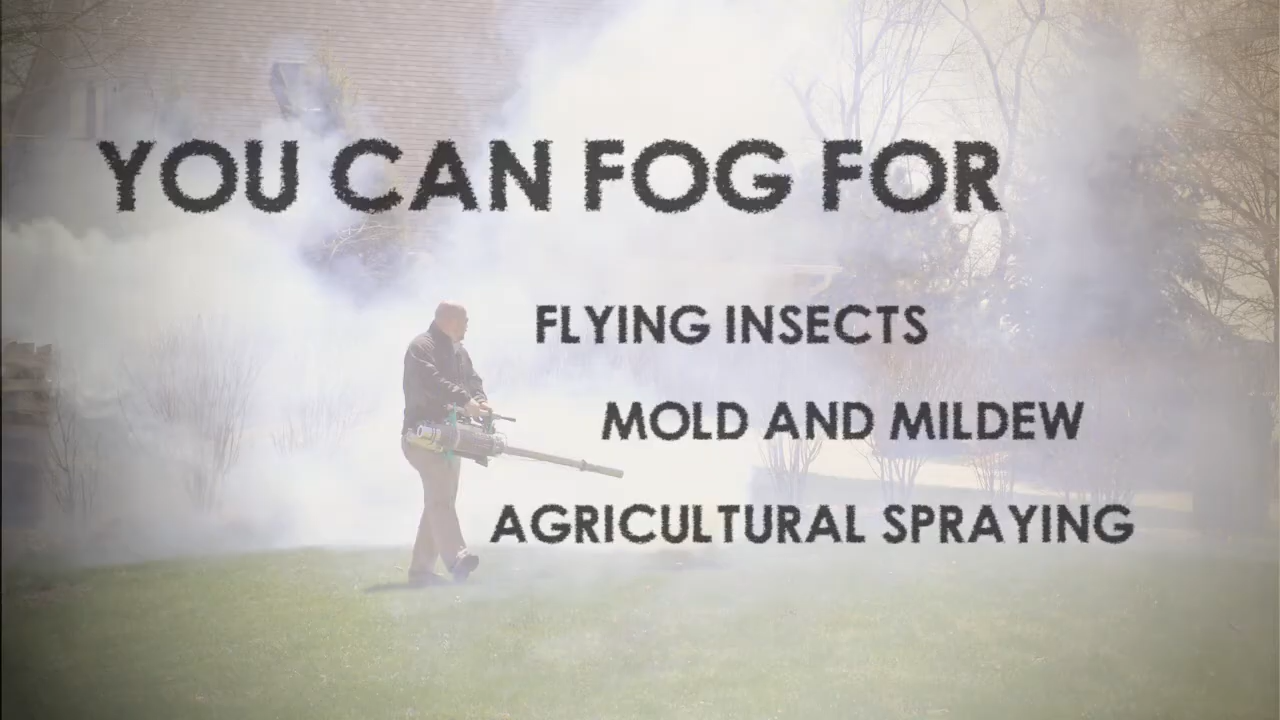 YOU CAN FOG FOR
FLYING INSECTS
MOLD AND MILDEW
AGRICULTURAL SPRAYING